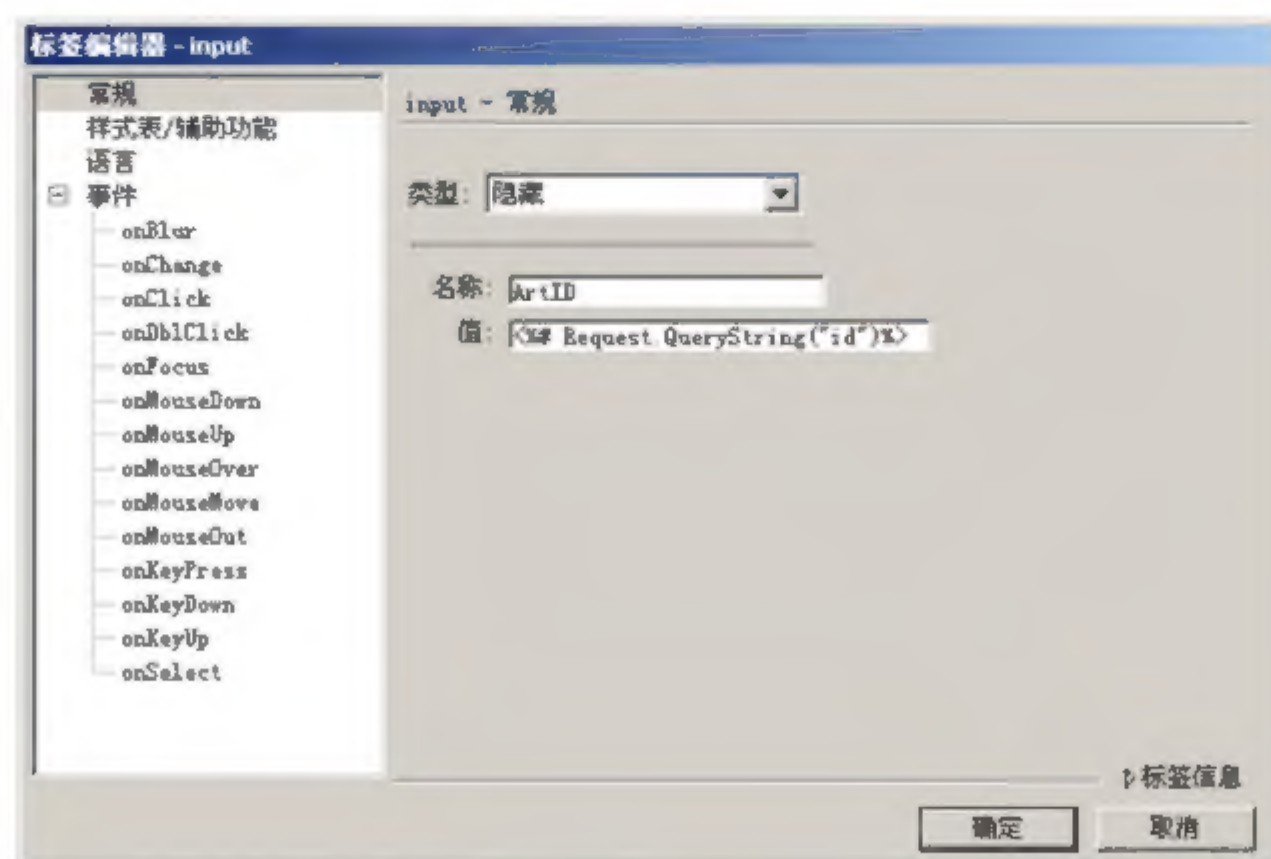 标签编辑器 - input
常规
样式表/辅助功能
语言
事件
onBlur
onChange
onClick
onDblClick
onFocus
onMouseDown
onMouseUp
onMouseOver
onMouseMove
onMouseOut
onKeyPress
onKeyDown
onKeyUp
onSelect
input - 常规
类型: 隐藏
名称: ArtID
值: <%# Request QueryString("id")%>
标签信息
确定
取消